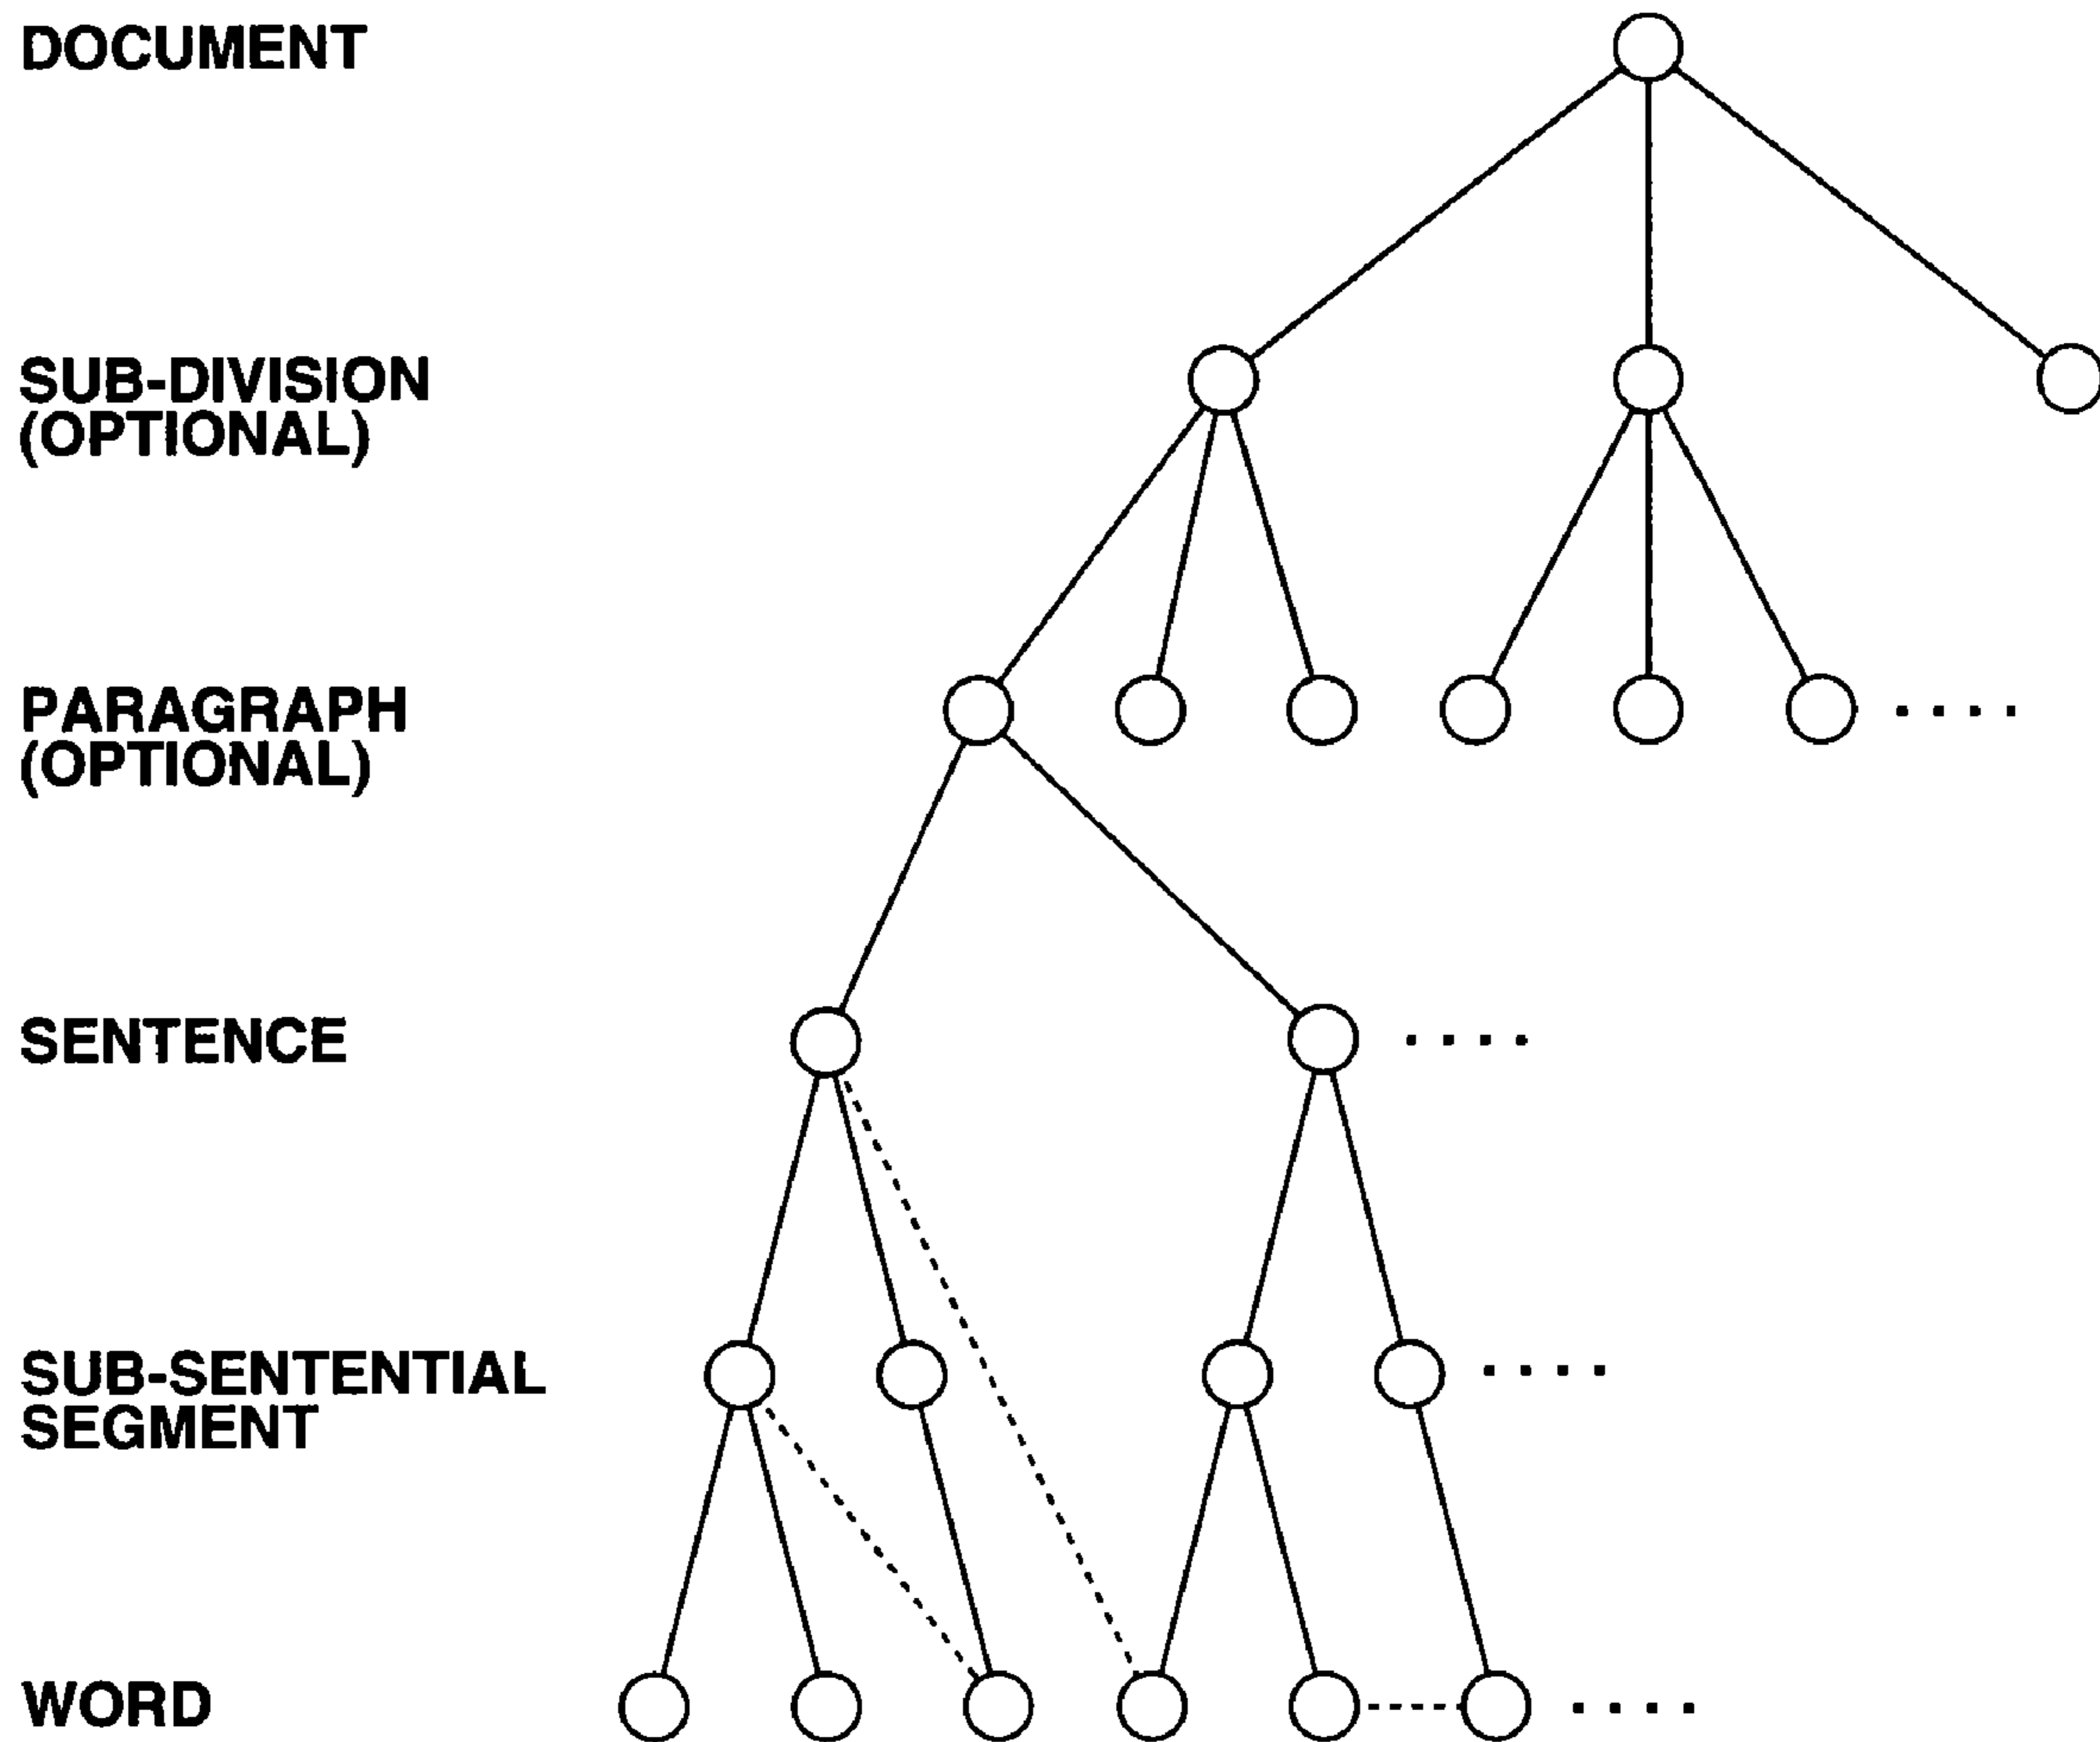 DOCUMENT
SUB-DIVISION
(OPTIONAL)
PARAGRAPH
(OPTIONAL)
SENTENCE
SUB-SENTENTIAL
SEGMENT
WORD